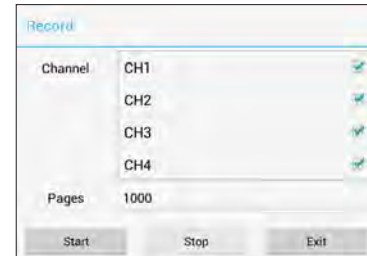 Record
Channel CH1
CH2
CH3
CH4
Pages 1000
Start Stop Exit